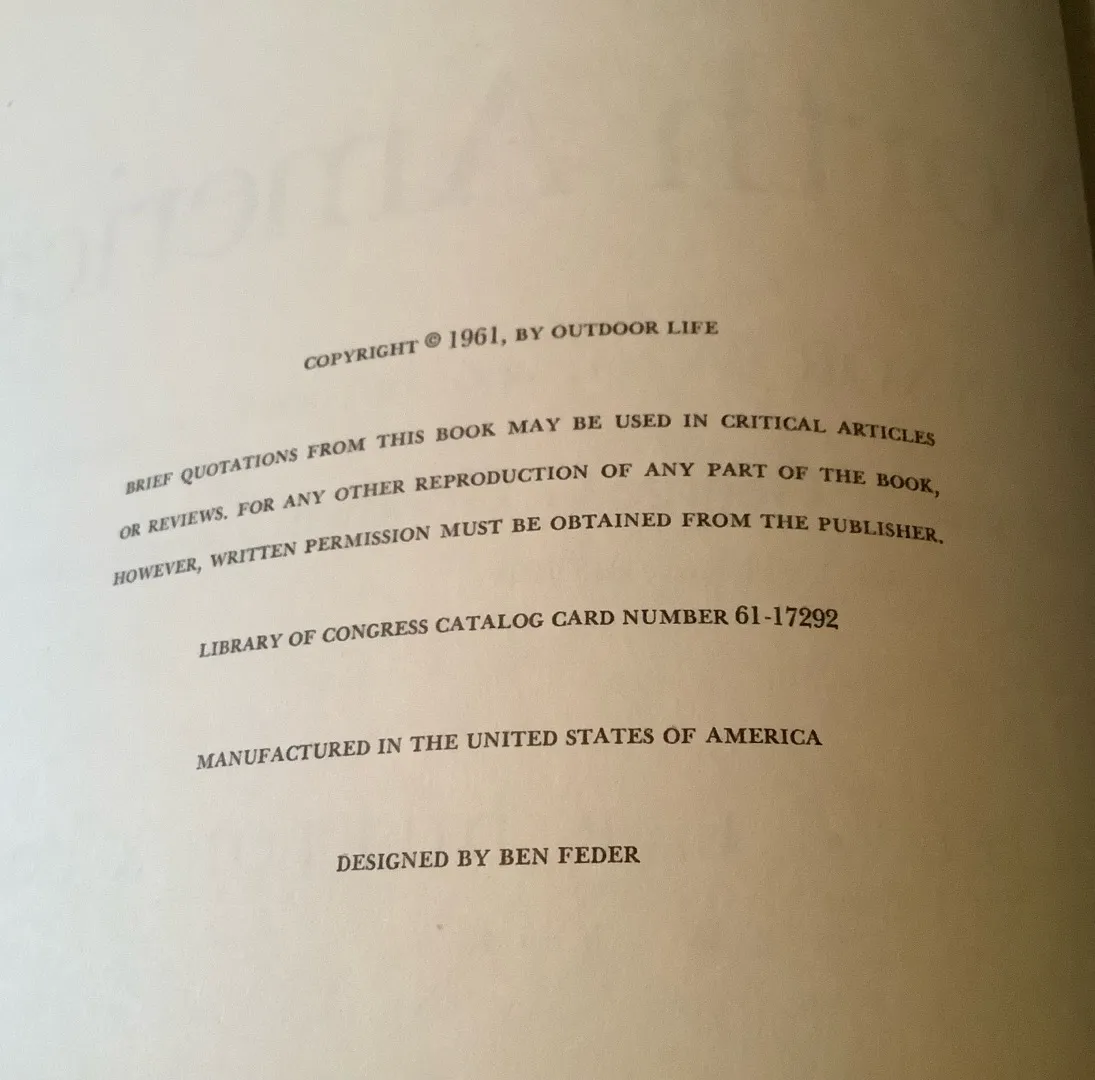 COPYRIGHT © 1961, BY OUTDOOR LIFE
BRIEF QUOTATIONS FROM THIS BOOK MAY BE USED IN CRITICAL ARTICLES
OR REVIEWS. FOR ANY OTHER REPRODUCTION OF ANY PART OF THE BOOK,
HOWEVER, WRITTEN PERMISSION MUST BE OBTAINED FROM THE PUBLISHER.
LIBRARY OF CONGRESS CATALOG CARD NUMBER 61-17292
MANUFACTURED IN THE UNITED STATES OF AMERICA
DESIGNED BY BEN FEDER